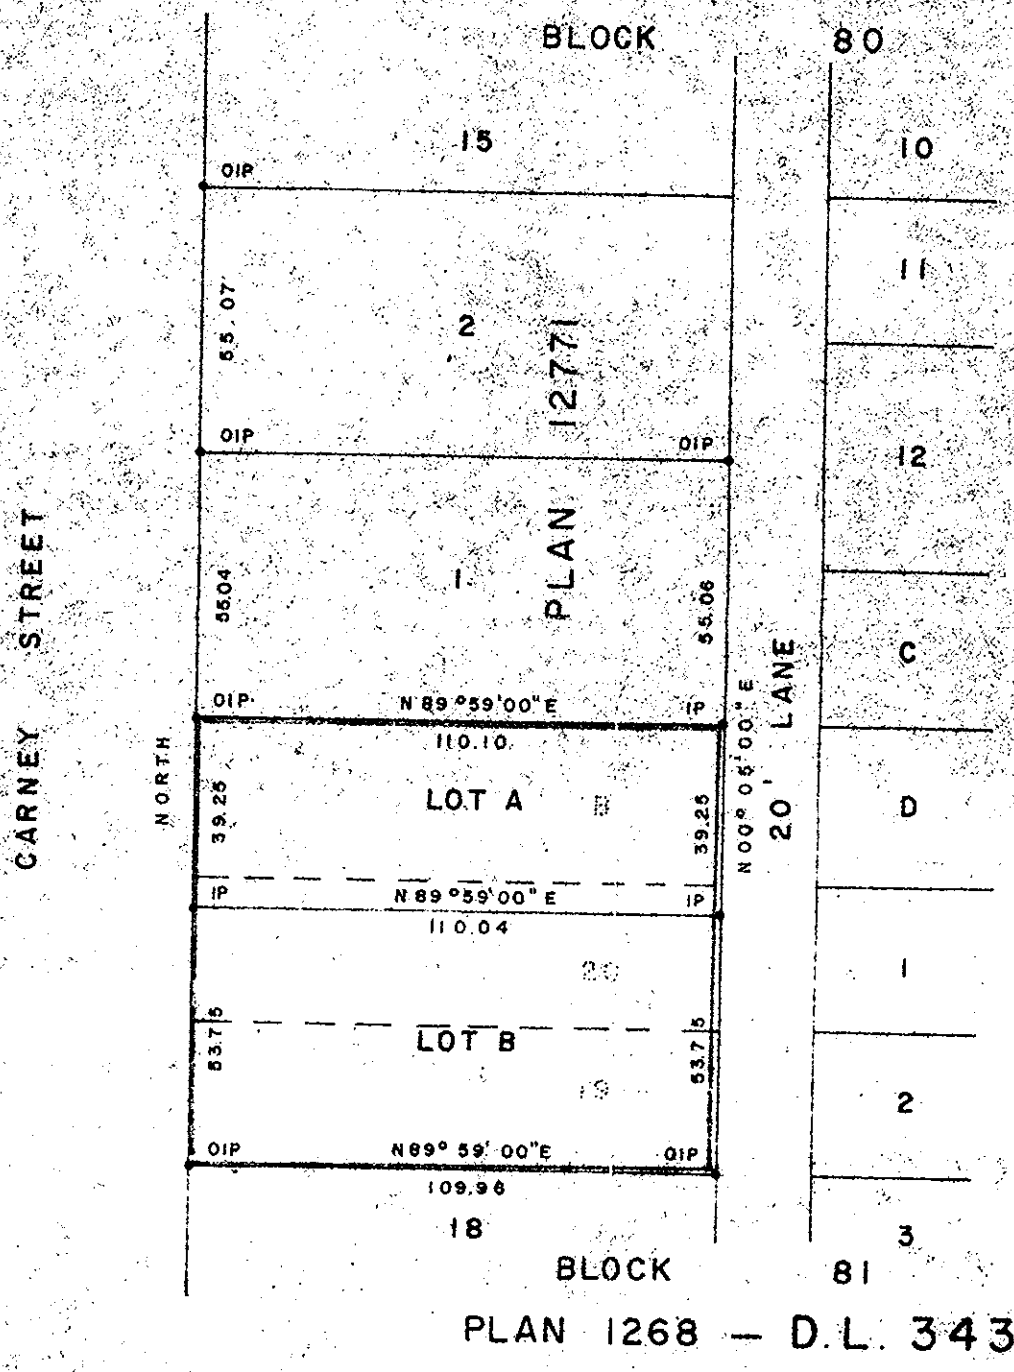 BLOCK 80
15
10
OIP
11
55.07'
2
PLAN 12771
OIP
OIP
12
CARNEY STREET
55.04
1
55.06
C
OIP
N 89°59'00" E
IP
110.10
NORTH
N 00° 05' 00" E
20' LANE
39.25
LOT A
B
39.25
D
IP
N 89°59'00" E
IP
110.04
20
1
53.75
LOT B
53.75
19
2
OIP
N 89° 59' 00" E
OIP
109.96
18
3
BLOCK 81
PLAN 1268 — D.L. 343